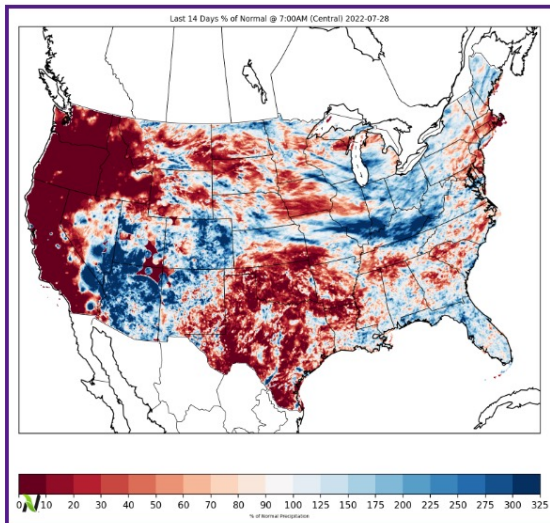 Last 14 Days % of Normal @ 7:00AM (Central) 2022-07-28
0 10 20 30 40 50 60 70 80 90 100 125 150 175 200 225 250 275 300 325
% of Normal Precipitation